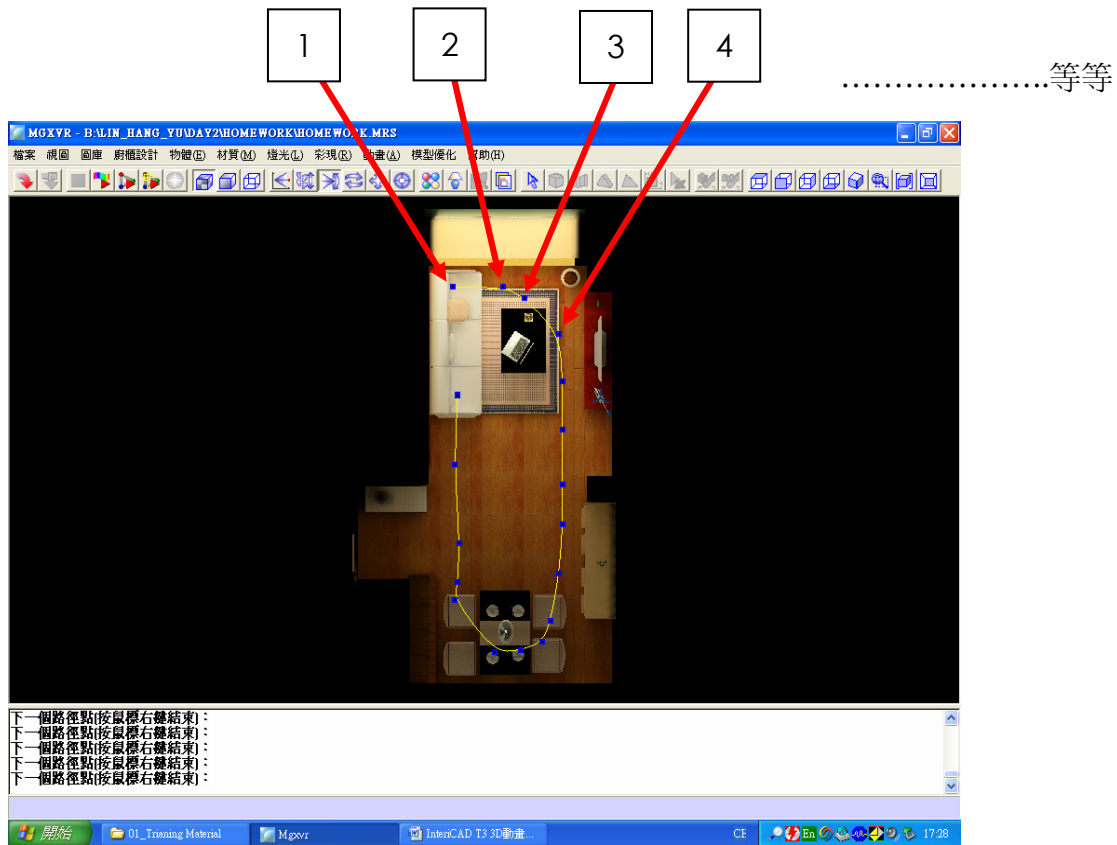 1
2
3
4
....................等等
MGXVR - B:\LIN_HANG_YU\DAY2\HOMEWORK\HOMEWORK.MRS
檔案 視圖 圖庫 廚櫃設計 物體(E) 材質(M) 燈光(L) 彩現(R) 動畫(A) 模型優化 幫助(H)
下一個路徑點(按鼠標右鍵結束)：
下一個路徑點(按鼠標右鍵結束)：
下一個路徑點(按鼠標右鍵結束)：
下一個路徑點(按鼠標右鍵結束)：
下一個路徑點(按鼠標右鍵結束)：
開始 01_Trianing Material Mgxvr InteriCAD T3 3D動畫... CH En 17:28